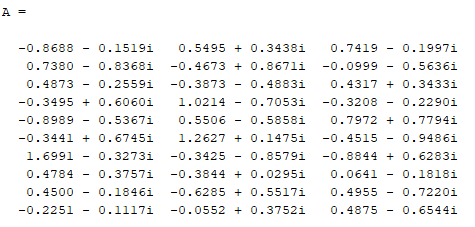 A =
-0.8688 - 0.1519i 0.5495 + 0.3438i 0.7419 - 0.1997i
0.7380 - 0.8368i -0.4673 + 0.8671i -0.0999 - 0.5636i
0.4873 - 0.2559i -0.3873 - 0.4883i 0.4317 + 0.3433i
-0.3495 + 0.6060i 1.0214 - 0.7053i -0.3208 - 0.2290i
-0.8989 - 0.5367i 0.5506 - 0.5858i 0.7972 + 0.7794i
-0.3441 + 0.6745i 1.2627 + 0.1475i -0.4515 - 0.9486i
1.6991 - 0.3273i -0.3425 - 0.8579i -0.8844 + 0.6283i
0.4784 - 0.3757i -0.3844 + 0.0295i 0.0641 - 0.1818i
0.4500 - 0.1846i -0.6285 + 0.5517i 0.4955 - 0.7220i
-0.2251 - 0.1117i -0.0552 + 0.3752i 0.4875 - 0.6544i